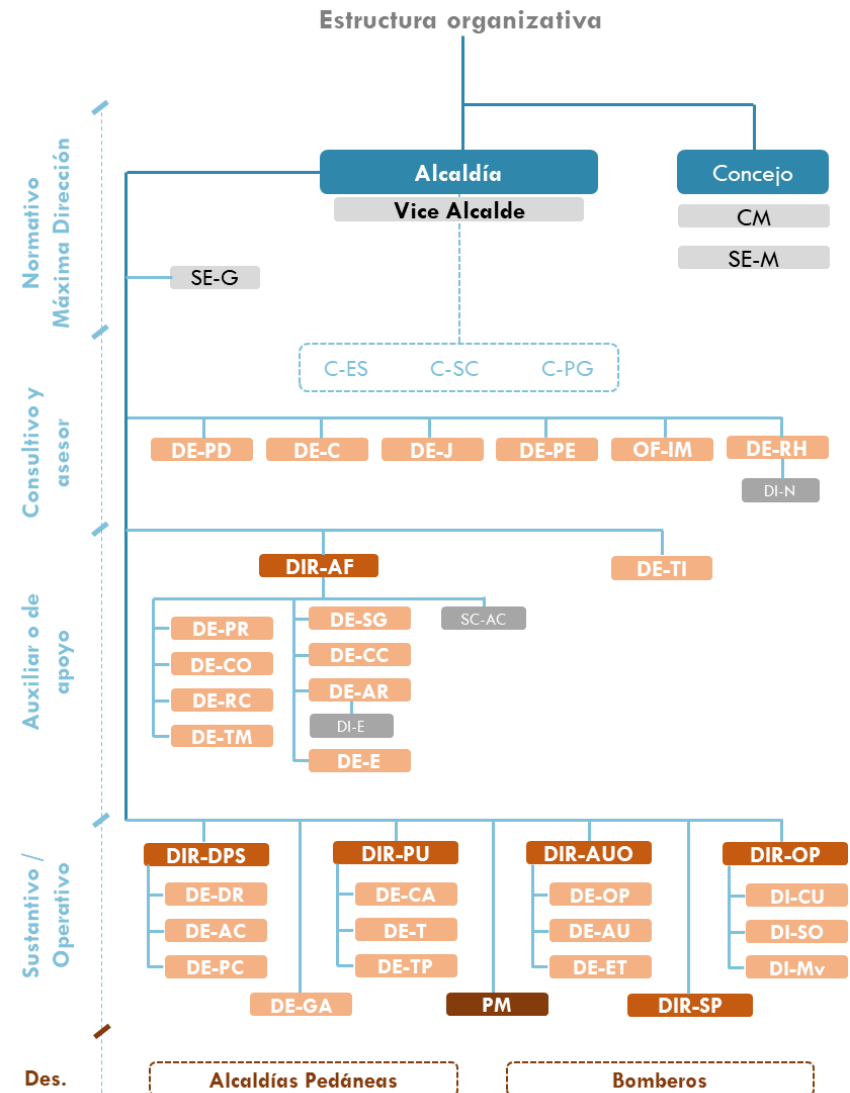 Estructura organizativa
Normativo
Máxima Dirección
Alcaldía
Concejo
Vice Alcalde
CM
SE-M
SE-G
C-ES C-SC C-PG
Consultivo y
asesor
DE-PD DE-C DE-J DE-PE OF-IM DE-RH
DI-N
Auxiliar o de
apoyo
DIR-AF
DE-TI
DE-PR
DE-CO
DE-RC
DE-TM
DE-SG
DE-CC
DE-AR
DI-E
DE-E
SC-AC
Sustantivo /
Operativo
DIR-DPS
DE-DR
DE-AC
DE-PC
DE-GA
DIR-PU
DE-CA
DE-T
DE-TP
PM
DIR-AUO
DE-OP
DE-AU
DE-ET
DIR-SP
DIR-OP
DI-CU
DI-SO
DI-Mv
Des.
Alcaldías Pedáneas
Bomberos